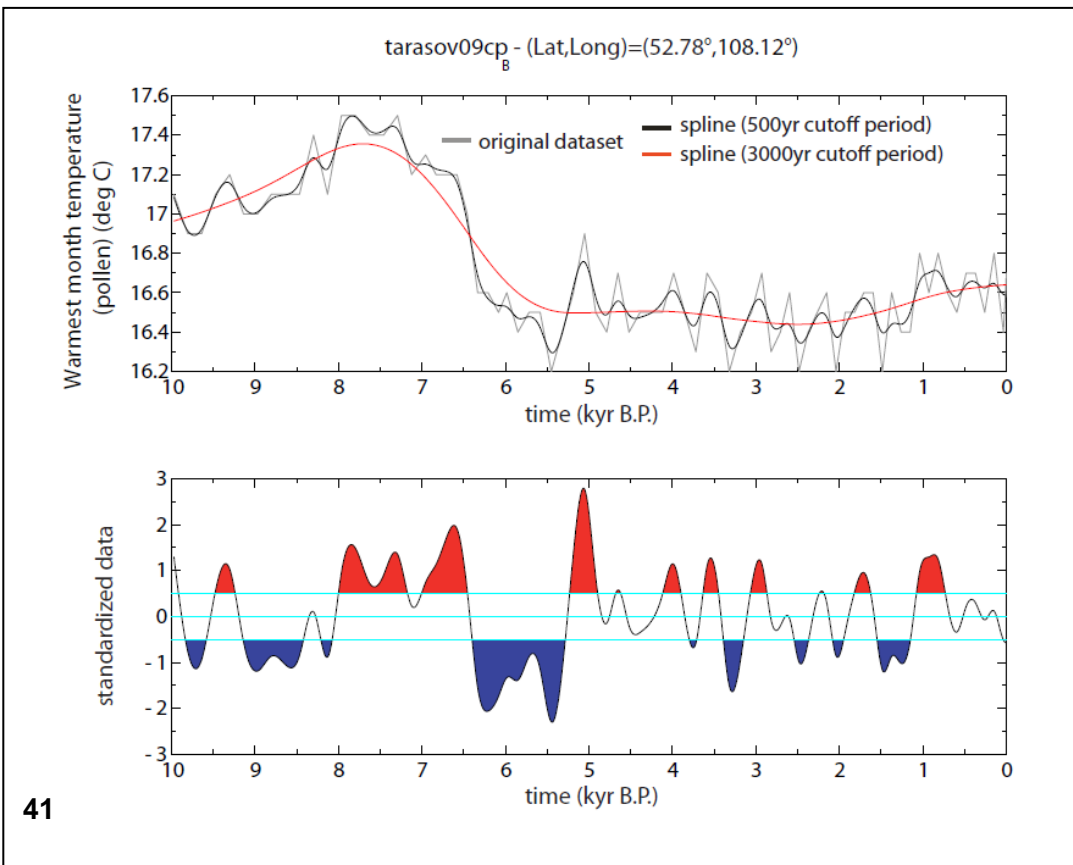 tarasov09cp_B - (Lat,Long)=(52.78°,108.12°)
Warmest month temperature
(pollen) (deg C)
17.6
17.4
17.2
17
16.8
16.6
16.4
16.2
original dataset
spline (500yr cutoff period)
spline (3000yr cutoff period)
10 9 8 7 6 5 4 3 2 1 0
time (kyr B.P.)
standardized data
3
2
1
0
- 1
- 2
- 3
10 9 8 7 6 5 4 3 2 1 0
time (kyr B.P.)
41